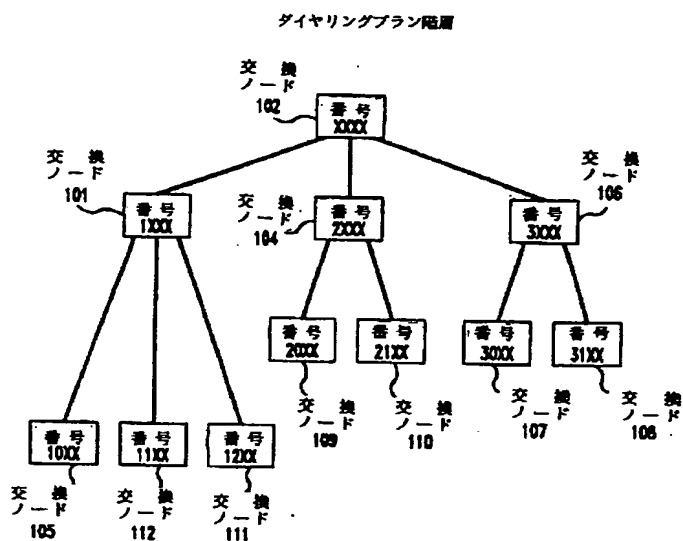 ダイヤリングプラン階層
交換
ノード
102
番号
XXXX
交換
ノード
101
番号
1XXX
交換
ノード
104
番号
2XXX
交換
ノード
106
番号
3XXX
番号
20XX
番号
21XX
番号
30XX
番号
31XX
交換
ノード
109
交換
ノード
110
交換
ノード
107
交換
ノード
108
番号
10XX
番号
11XX
番号
12XX
交換
ノード
105
交換
ノード
112
交換
ノード
111